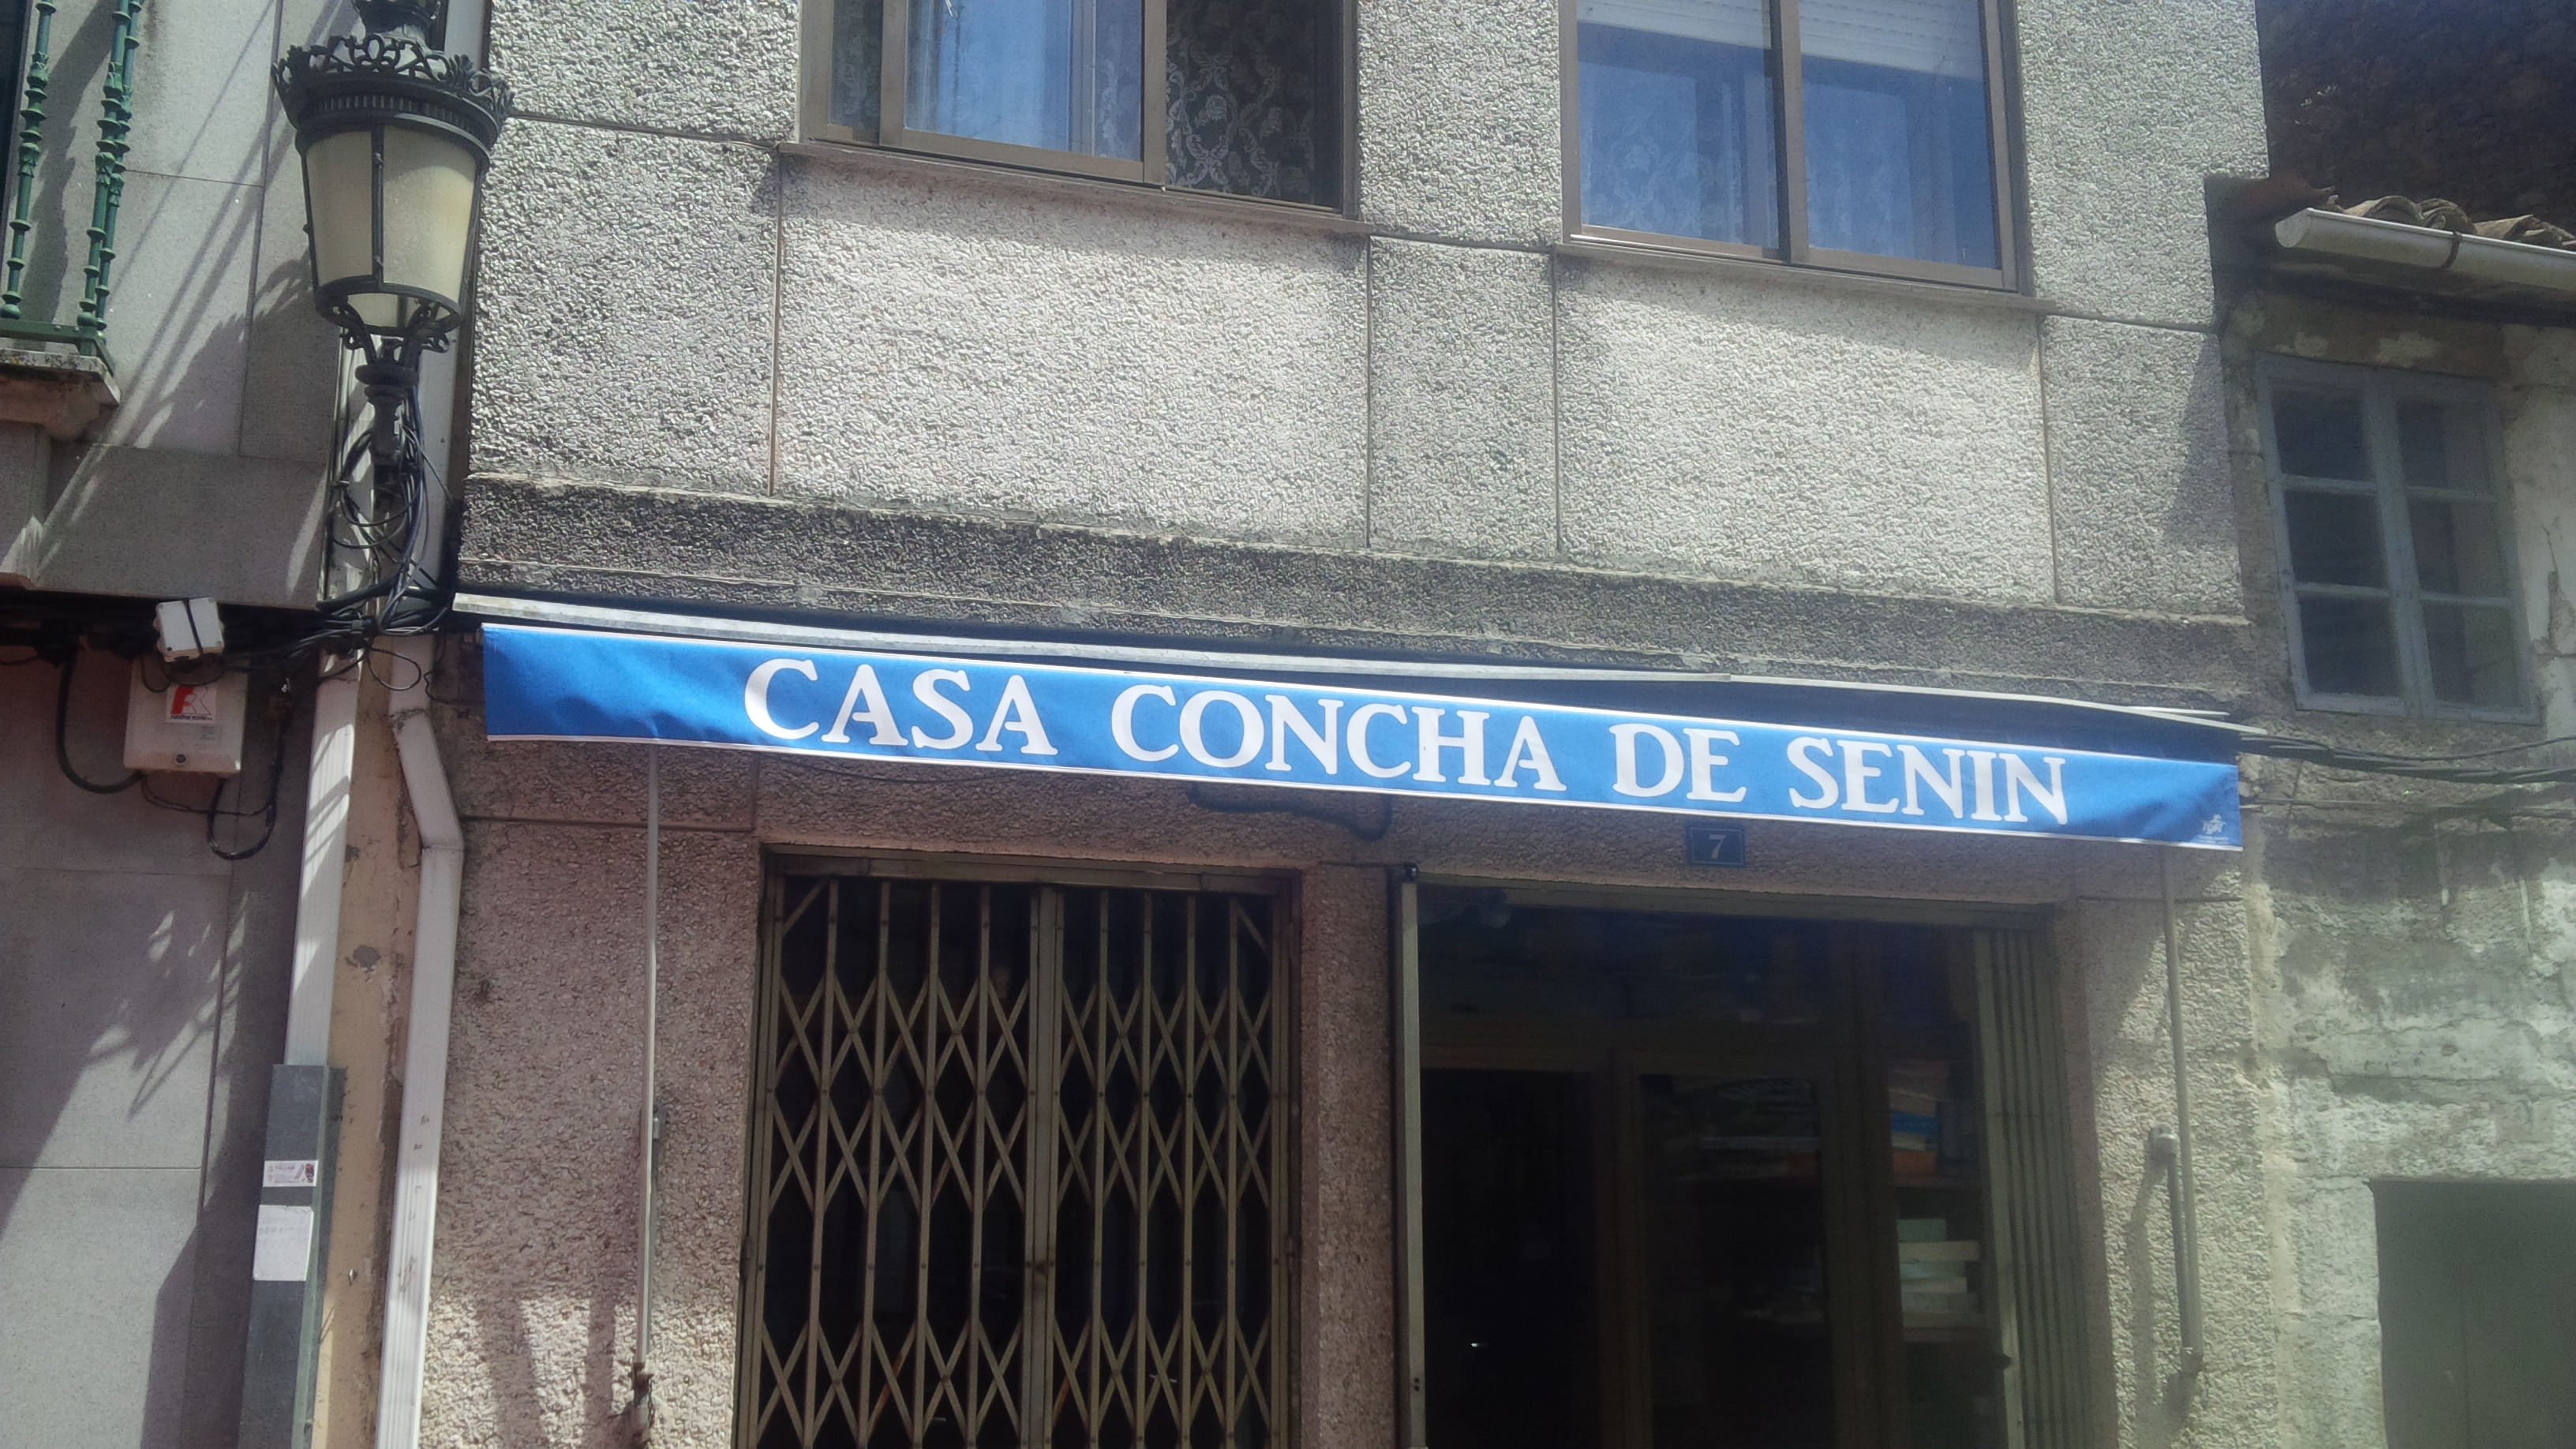 CASA CONCHA DE SENIN
7